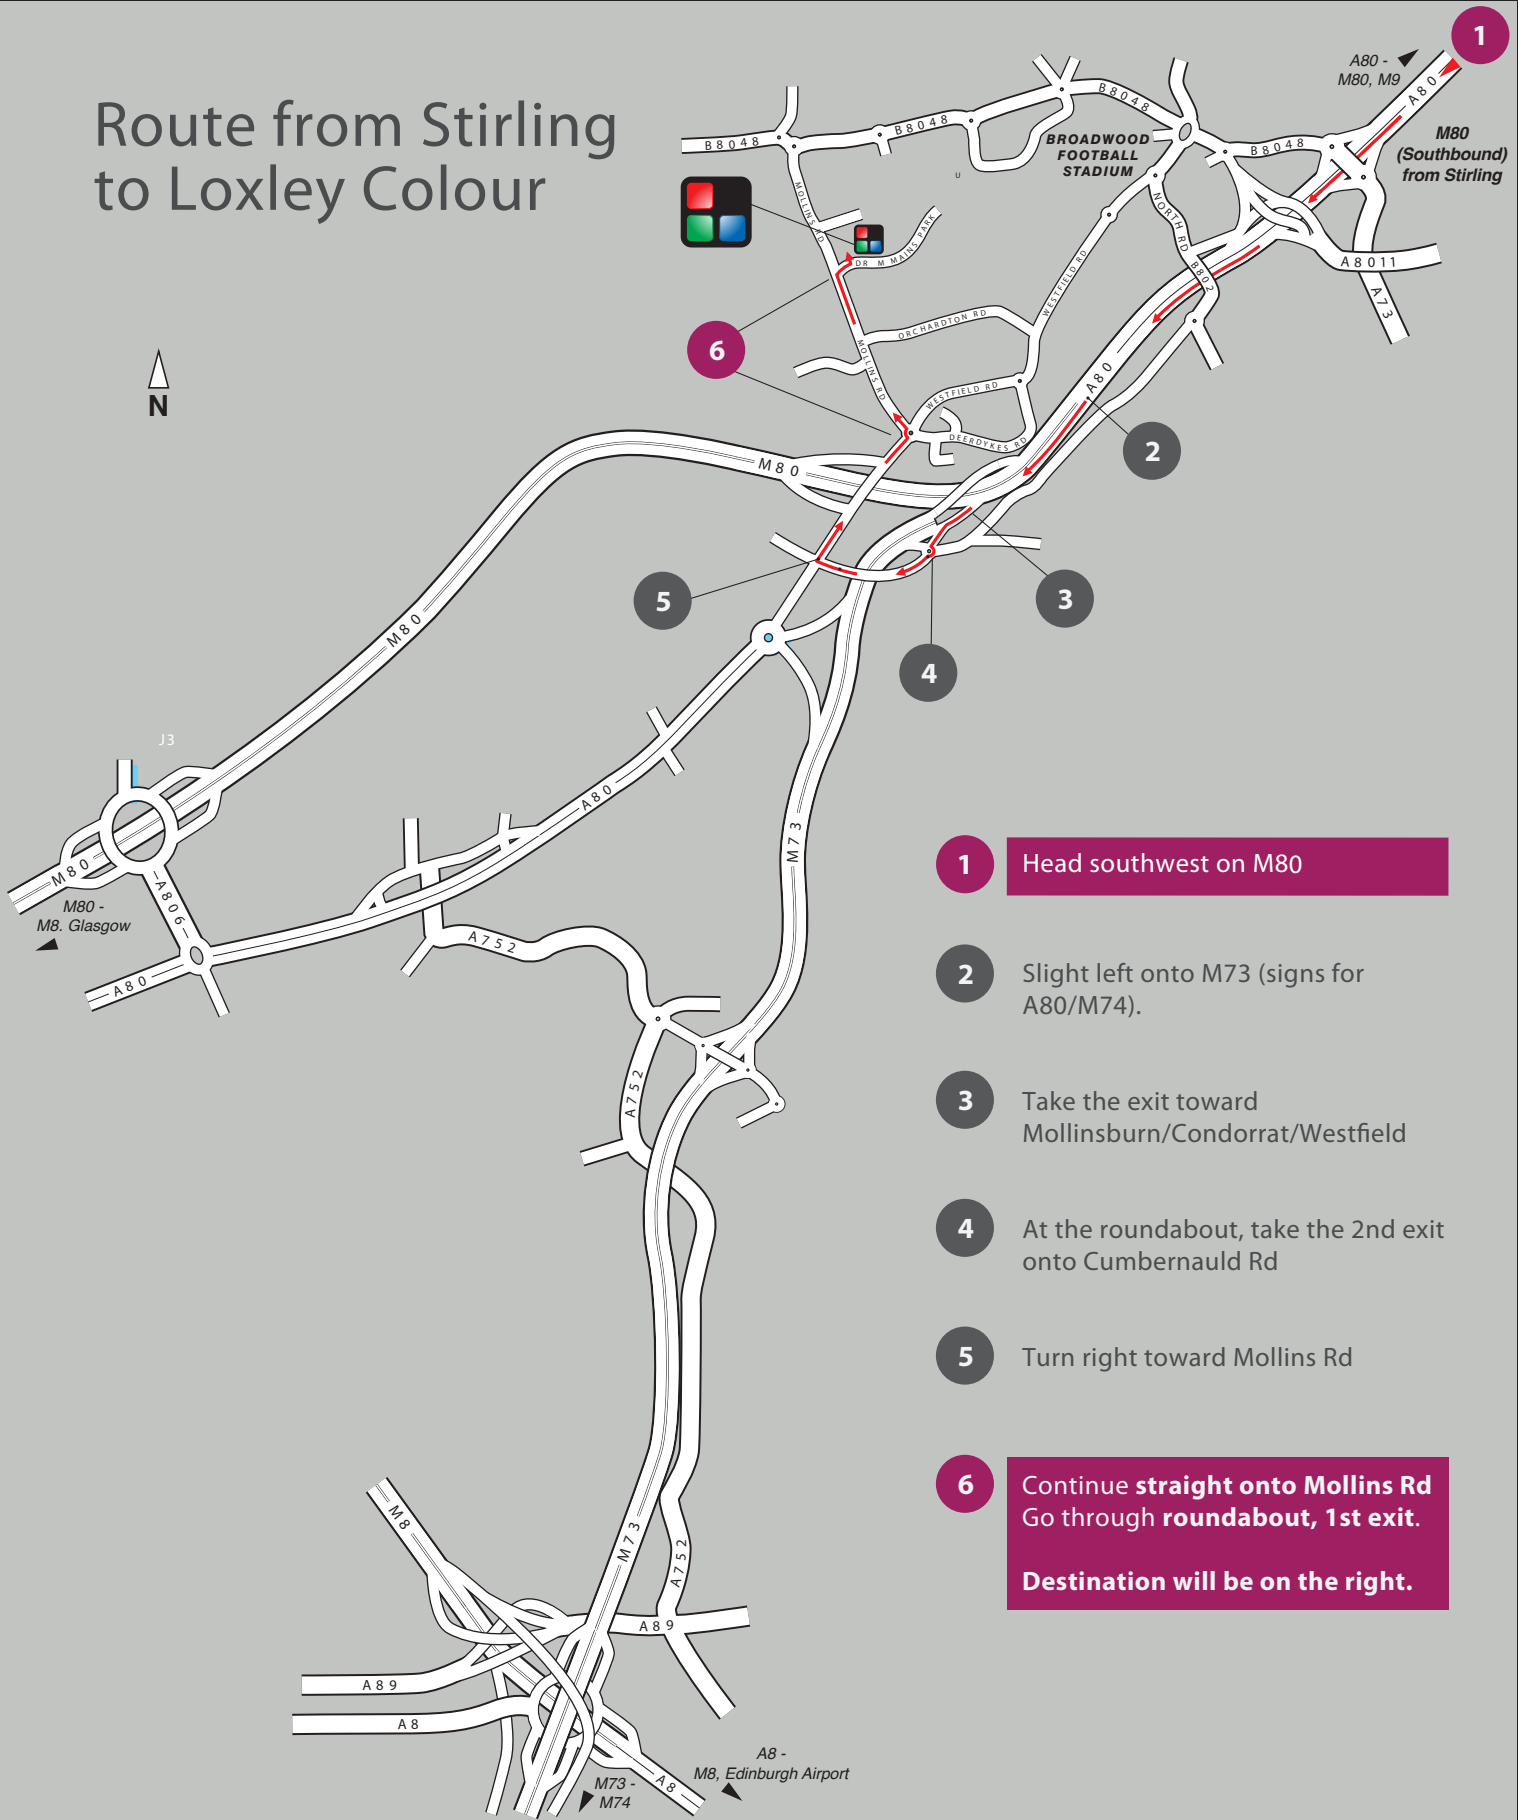 Route from Stirling
to Loxley Colour
1
A80 -
M80, M9
A80
M80
(Southbound)
from Stirling
B8048
B8048
B8048
B8048
BROADWOOD
FOOTBALL
STADIUM
U
MOLLINS RD
DR M MAINS PARK
NORTH RD
B802
A8011
A73
WESTFIELD RD
ORCHARDTON RD
6
MOLLINS RD
WESTFIELD RD
DEERDYKES RD
A80
2
N
M80
5
3
4
M80
J3
A80
M73
M80
A806
M80 -
M8. Glasgow
A80
A752
A752
1
Head southwest on M80
2
Slight left onto M73 (signs for
A80/M74).
3
Take the exit toward
Mollinsburn/Condorrat/Westfield
4
At the roundabout, take the 2nd exit
onto Cumbernauld Rd
5
Turn right toward Mollins Rd
6
Continue straight onto Mollins Rd
Go through roundabout, 1st exit.
Destination will be on the right.
M8
M73
A752
A89
A89
A8
A8
A8 -
M8, Edinburgh Airport
M73 -
M74